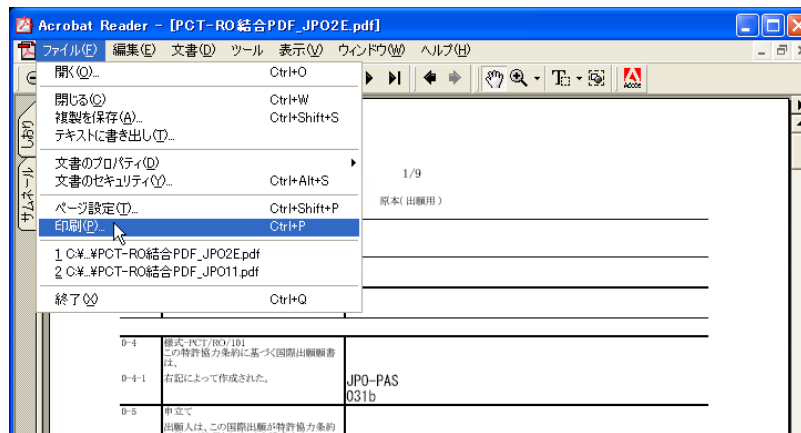 Acrobat Reader - [PCT-RO結合PDF_JPO2E.pdf]
ファイル(F) 編集(E) 文書(D) ツール 表示(V) ウィンドウ(W) ヘルプ(H)
開く(O)... Ctrl+O
閉じる(C) Ctrl+W
複製を保存(A)... Ctrl+Shift+S
テキストに書き出し(T)...
文書のプロパティ(D)
文書のセキュリティ(Y)... Ctrl+Alt+S
ページ設定(T)... Ctrl+Shift+P
印刷(P)... Ctrl+P
1 C:¥...¥PCT-RO結合PDF_JPO2E.pdf
2 C:¥...¥PCT-RO結合PDF_JPO11.pdf
終了(X) Ctrl+Q
Adobe
しおり
サムネール
1/9
原本(出願用)
0-4 様式-PCT/RO/101
この特許協力条約に基づく国際出願願書
は、
0-4-1 右記によって作成された。 JPO-PAS
031b
0-5 申立て
出願人は、この国際出願が特許協力条約